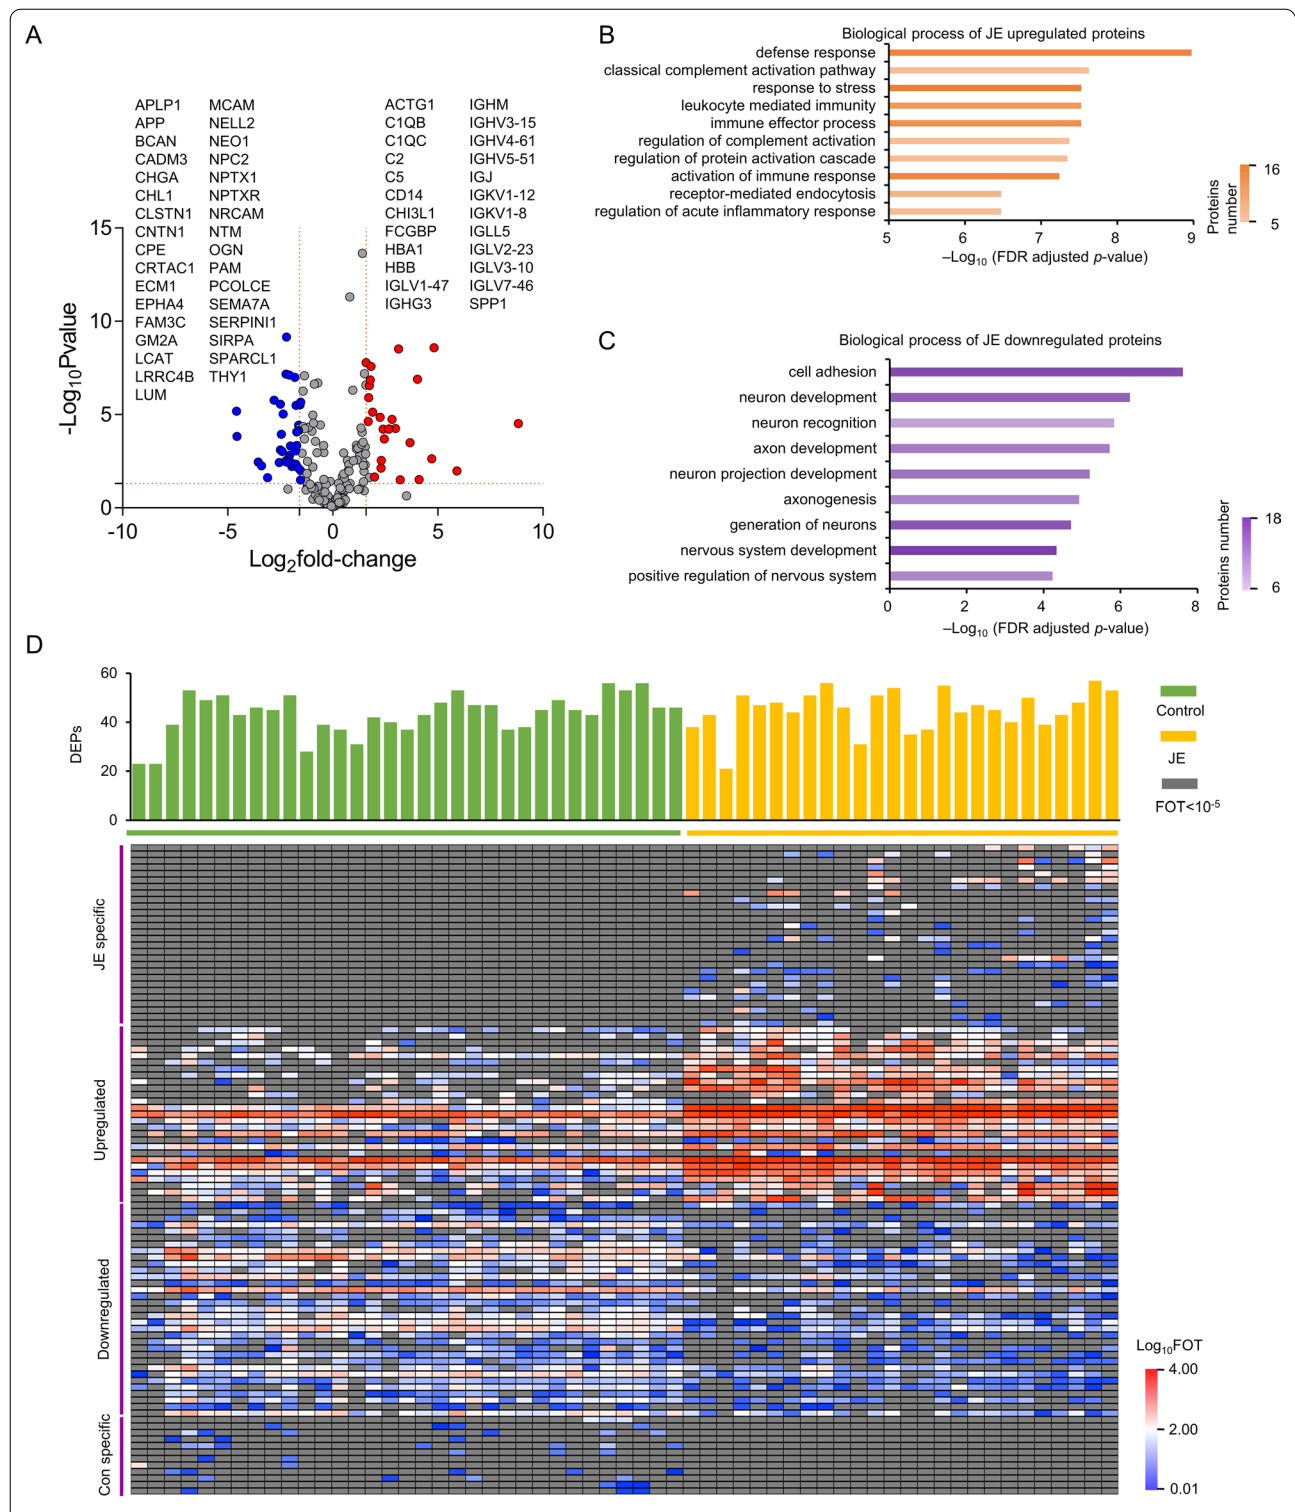 A
APLP1 MCAM ACTG1 IGHM
APP NELL2 C1QB IGHV3-15
BCAN NEO1 C1QC IGHV4-61
CADM3 NPC2 C2 IGHV5-51
CHGA NPTX1 C5 IGJ
CHL1 NPTXR CD14 IGKV1-12
CLSTN1 NRCAM CHI3L1 IGKV1-8
CNTN1 NTM FCGBP IGLL5
CPE OGN HBA1 IGLV2-23
CRTAC1 PAM HBB IGLV3-10
ECM1 PCOLCE IGLV1-47 IGLV7-46
EPHA4 SEMA7A IGHG3 SPP1
FAM3C SERPINI1
GM2A SIRPA
LCAT SPARCL1
LRRC4B THY1
LUM
15
10
5
0
-Log10Pvalue
-10 -5 0 5 10
Log2fold-change
B
Biological process of JE upregulated proteins
defense response
classical complement activation pathway
response to stress
leukocyte mediated immunity
immune effector process
regulation of complement activation
regulation of protein activation cascade
activation of immune response
receptor-mediated endocytosis
regulation of acute inflammatory response
5 6 7 8 9
–Log10 (FDR adjusted p-value)
Proteins
number
16
5
C
Biological process of JE downregulated proteins
cell adhesion
neuron development
neuron recognition
axon development
neuron projection development
axonogenesis
generation of neurons
nervous system development
positive regulation of nervous system
0 2 4 6 8
–Log10 (FDR adjusted p-value)
Proteins number
18
6
D
60
40
20
0
DEPs
Control
JE
FOT<10-5
JE specific
Upregulated
Downregulated
Con specific
Log10FOT
4.00
2.00
0.01